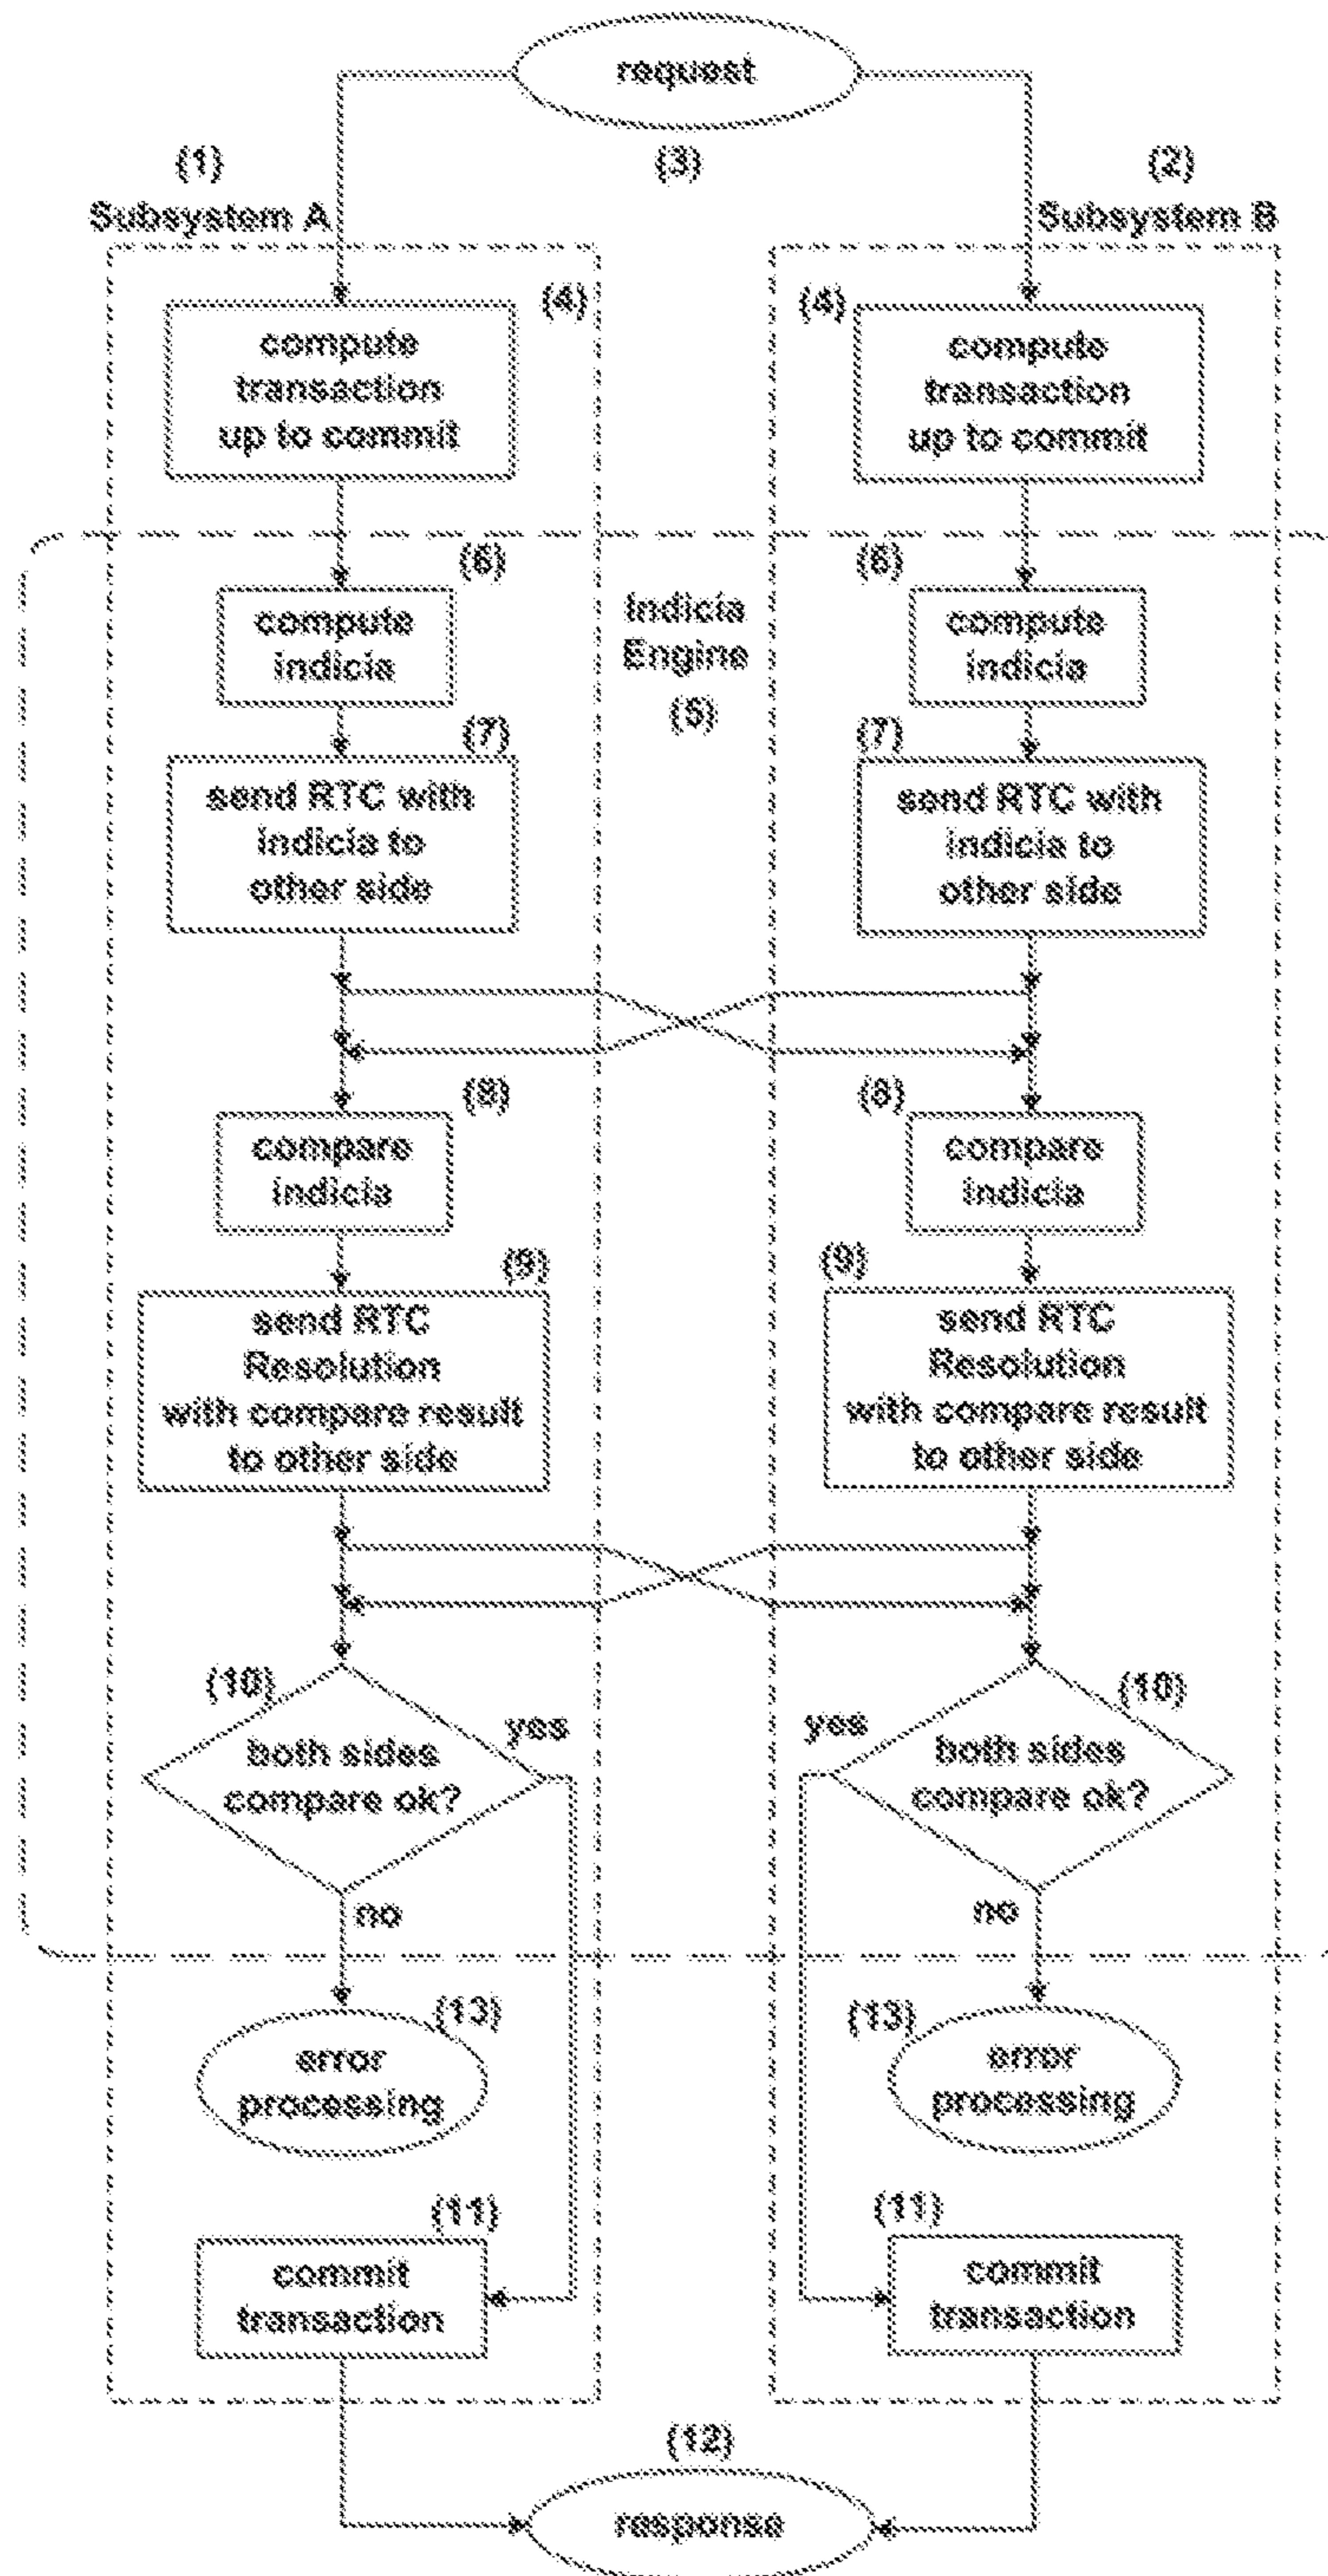 request
(3)
(1)
Subsystem A
(2)
Subsystem B
(4)
compute
transaction
up to commit
(4)
compute
transaction
up to commit
(6)
compute
indicia
Indicia
Engine
(5)
(6)
compute
indicia
(7)
send RTC with
indicia to
other side
(7)
send RTC with
indicia to
other side
(8)
compare
indicia
(8)
compare
indicia
(9)
send RTC
Resolution
with compare result
to other side
(9)
send RTC
Resolution
with compare result
to other side
(10)
both sides
compare ok?
yes
no
(10)
both sides
compare ok?
yes
no
(13)
error
processing
(13)
error
processing
(11)
commit
transaction
(11)
commit
transaction
(12)
response